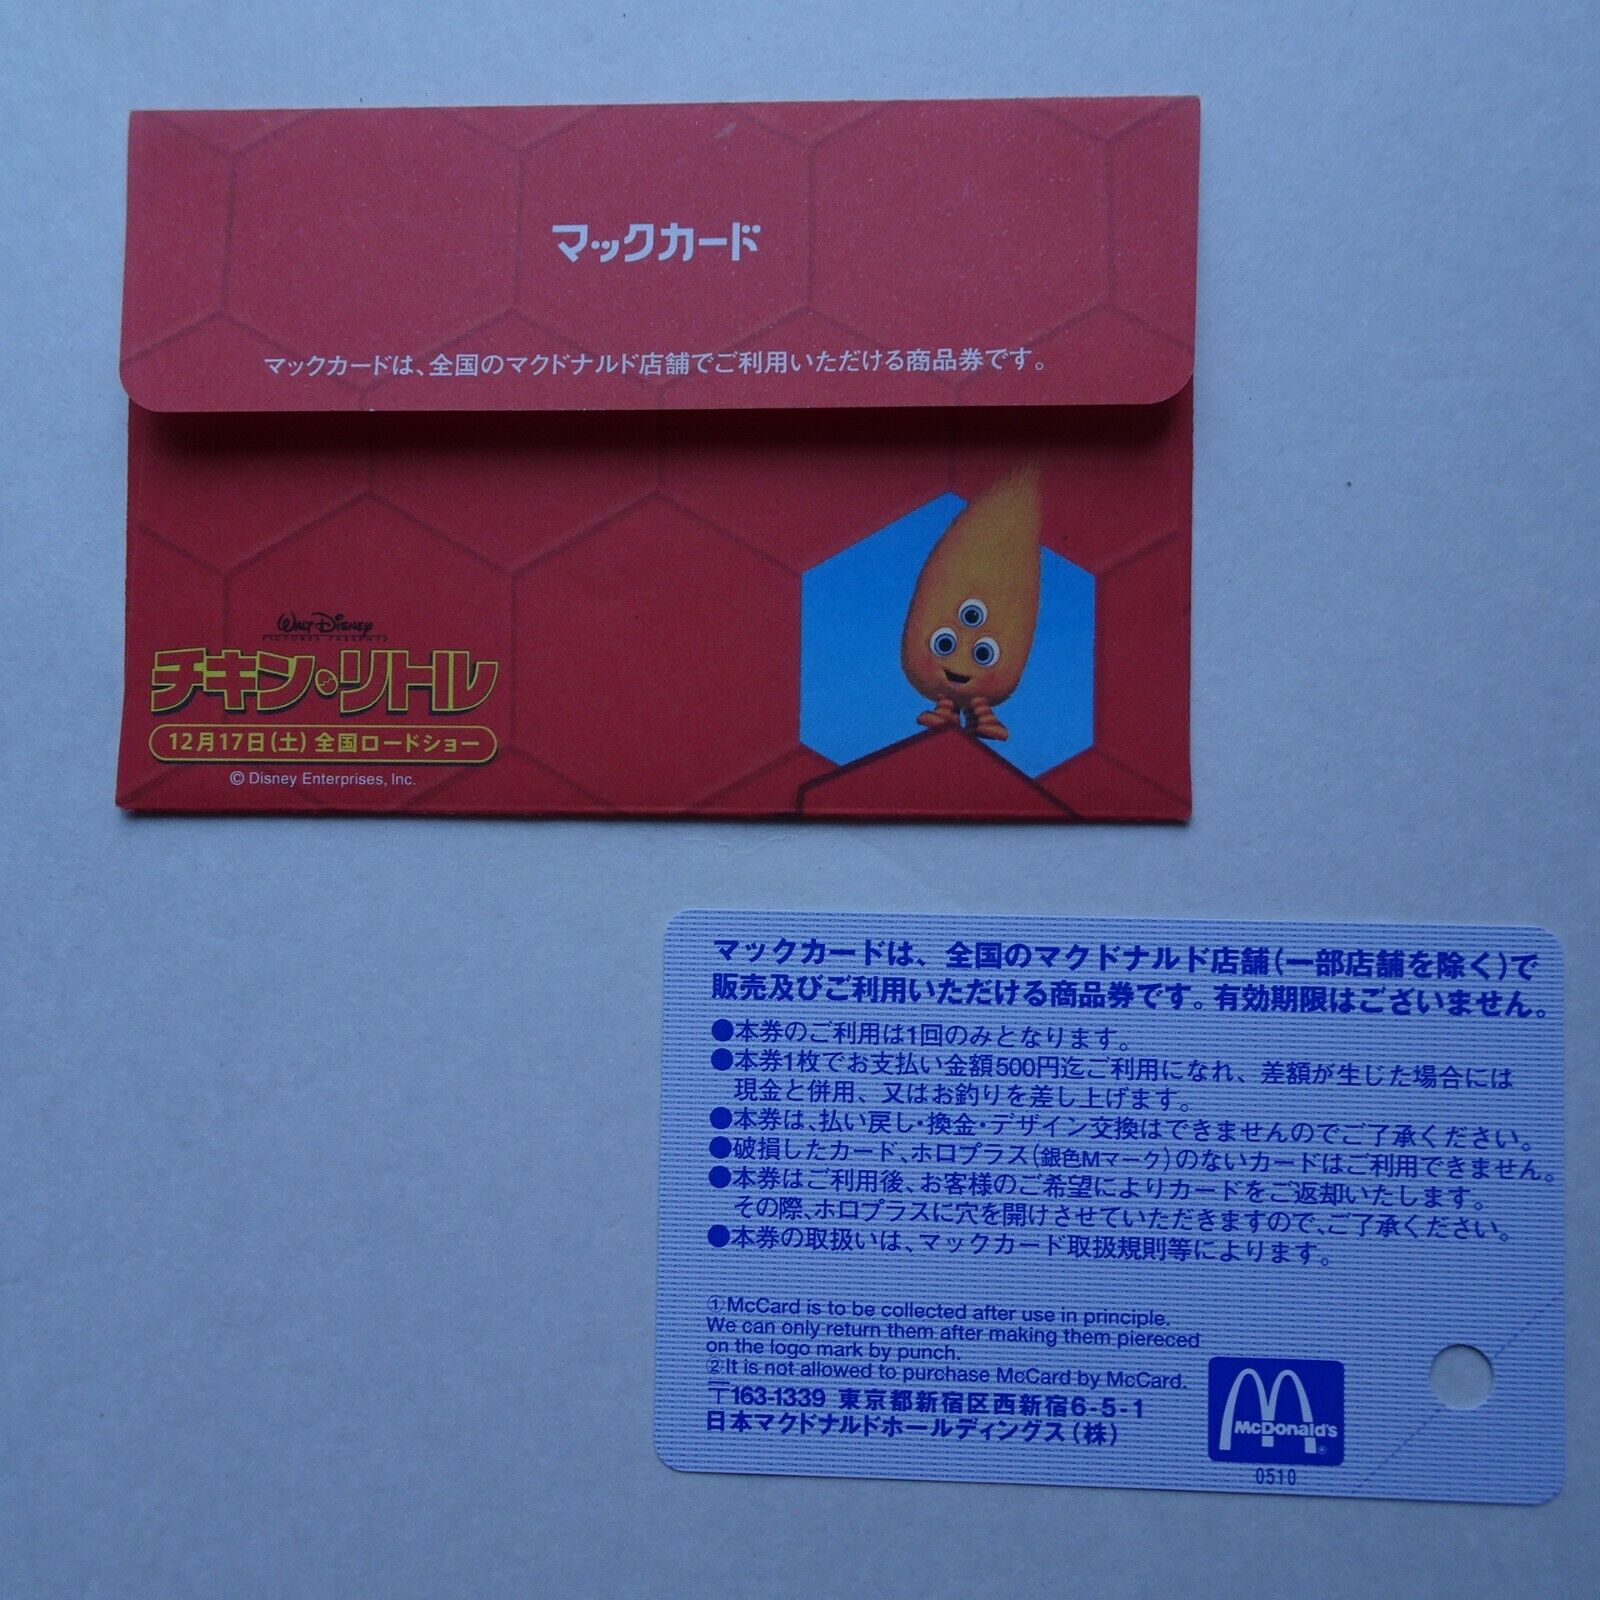 マックカード
マックカードは、全国のマクドナルド店舗でご利用いただける商品券です。
WALT DISNEY
PICTURES PRESENTS
チキン・リトル
12月17日(土) 全国ロードショー
© Disney Enterprises, Inc.
マックカードは、全国のマクドナルド店舗(一部店舗を除く)で
販売及びご利用いただける商品券です。有効期限はございません。
●本券のご利用は1回のみとなります。
●本券1枚でお支払い金額500円迄ご利用になれ、差額が生じた場合には
現金と併用、又はお釣りを差し上げます。
●本券は、払い戻し・換金・デザイン交換はできませんのでご了承ください。
●破損したカード、ホロプラス(銀色Mマーク)のないカードはご利用できません。
●本券はご利用後、お客様のご希望によりカードをご返却いたします。
その際、ホロプラスに穴を開けさせていただきますので、ご了承ください。
●本券の取扱いは、マックカード取扱規則等によります。
①McCard is to be collected after use in principle.
We can only return them after making them piereced
on the logo mark by punch.
②It is not allowed to purchase McCard by McCard.
〒163-1339 東京都新宿区西新宿6-5-1
日本マクドナルドホールディングス(株)
McDonald's
®
0510